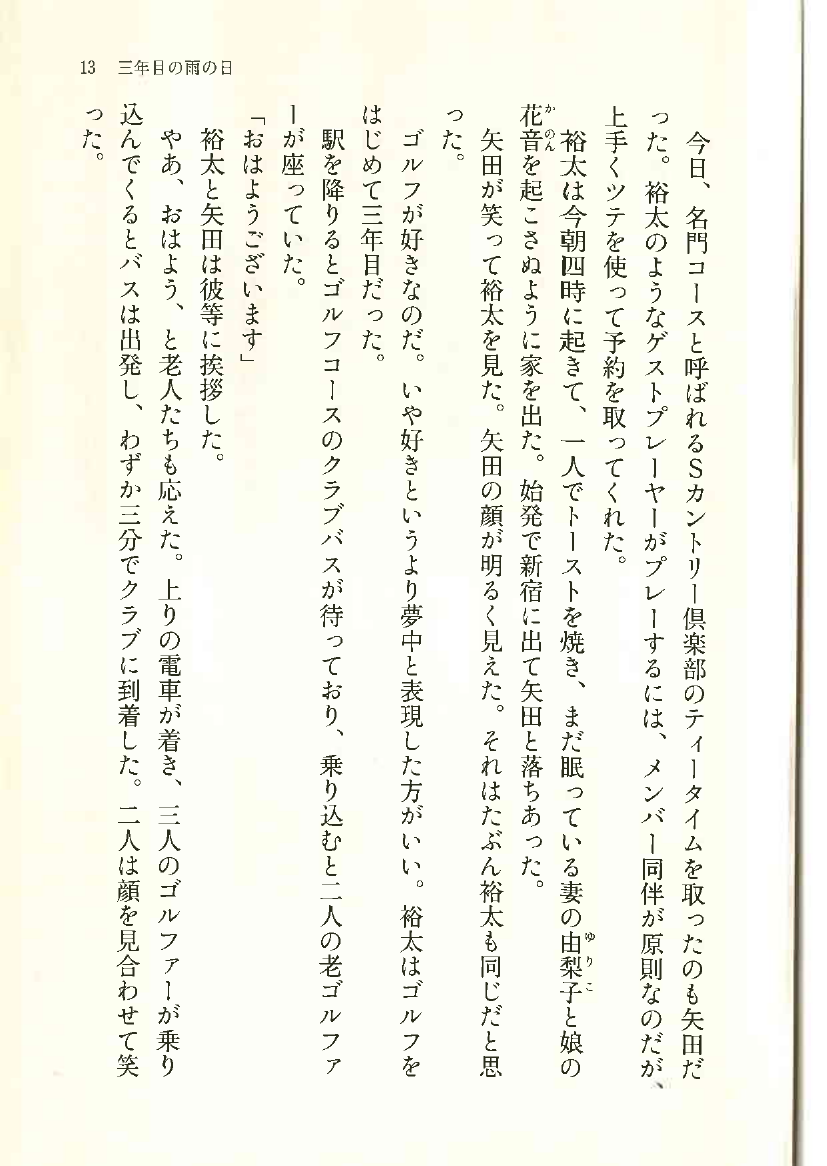 13 三年目の雨の日
今日、名門コースと呼ばれるSカントリー倶楽部のティータイムを取ったのも矢田だ
った。裕太のようなゲストプレーヤーがプレーするには、メンバー同伴が原則なのだが、
上手くツテを使って予約を取ってくれた。
裕太は今朝四時に起きて、一人でトーストを焼き、まだ眠っている妻の由梨子と娘の
花音を起こさぬように家を出た。始発で新宿に出て矢田と落ちあった。
矢田が笑って裕太を見た。矢田の顔が明るく見えた。それはたぶん裕太も同じだと思
った。
ゴルフが好きなのだ。いや好きというより夢中と表現した方がいい。裕太はゴルフを
はじめて三年目だった。
駅を降りるとゴルフコースのクラブバスが待っており、乗り込むと二人の老ゴルファ
ーが座っていた。
「おはようございます」
裕太と矢田は彼等に挨拶した。
やあ、おはよう、と老人たちも応えた。上りの電車が着き、三人のゴルファーが乗り
込んでくるとバスは出発し、わずか三分でクラブに到着した。二人は顔を見合わせて笑
った。